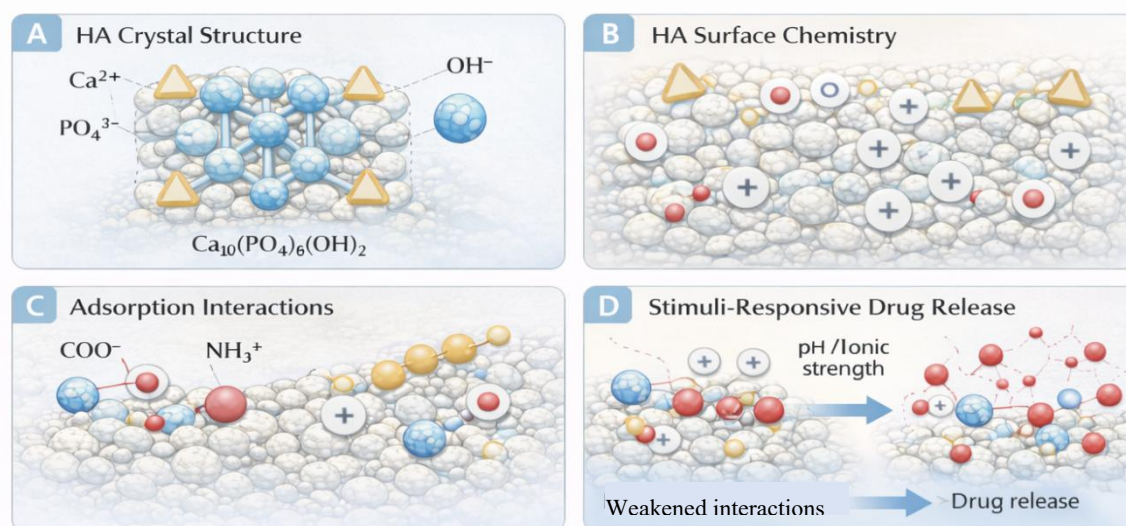 A HA Crystal Structure
Ca²⁺
OH⁻
PO₄³⁻
Ca₁₀(PO₄)₆(OH)₂
B HA Surface Chemistry
C Adsorption Interactions
COO⁻
NH₃⁺
D Stimuli-Responsive Drug Release
pH /Ionic
strength
Weakened interactions
Drug release